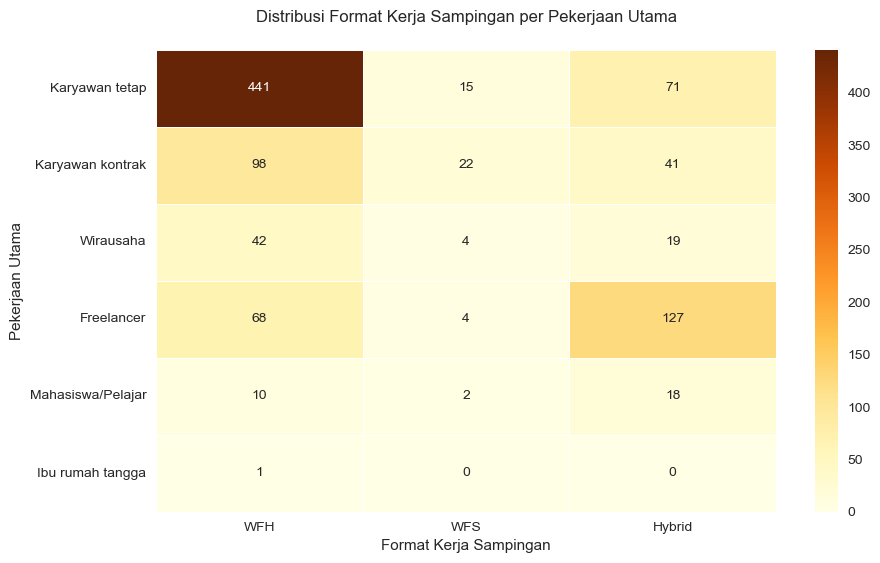 Distribusi Format Kerja Sampingan per Pekerjaan Utama
Pekerjaan Utama
Karyawan tetap 441 15 71
Karyawan kontrak 98 22 41
Wirausaha 42 4 19
Freelancer 68 4 127
Mahasiswa/Pelajar 10 2 18
Ibu rumah tangga 1 0 0
WFH WFS Hybrid
Format Kerja Sampingan
400
350
300
250
200
150
100
50
0